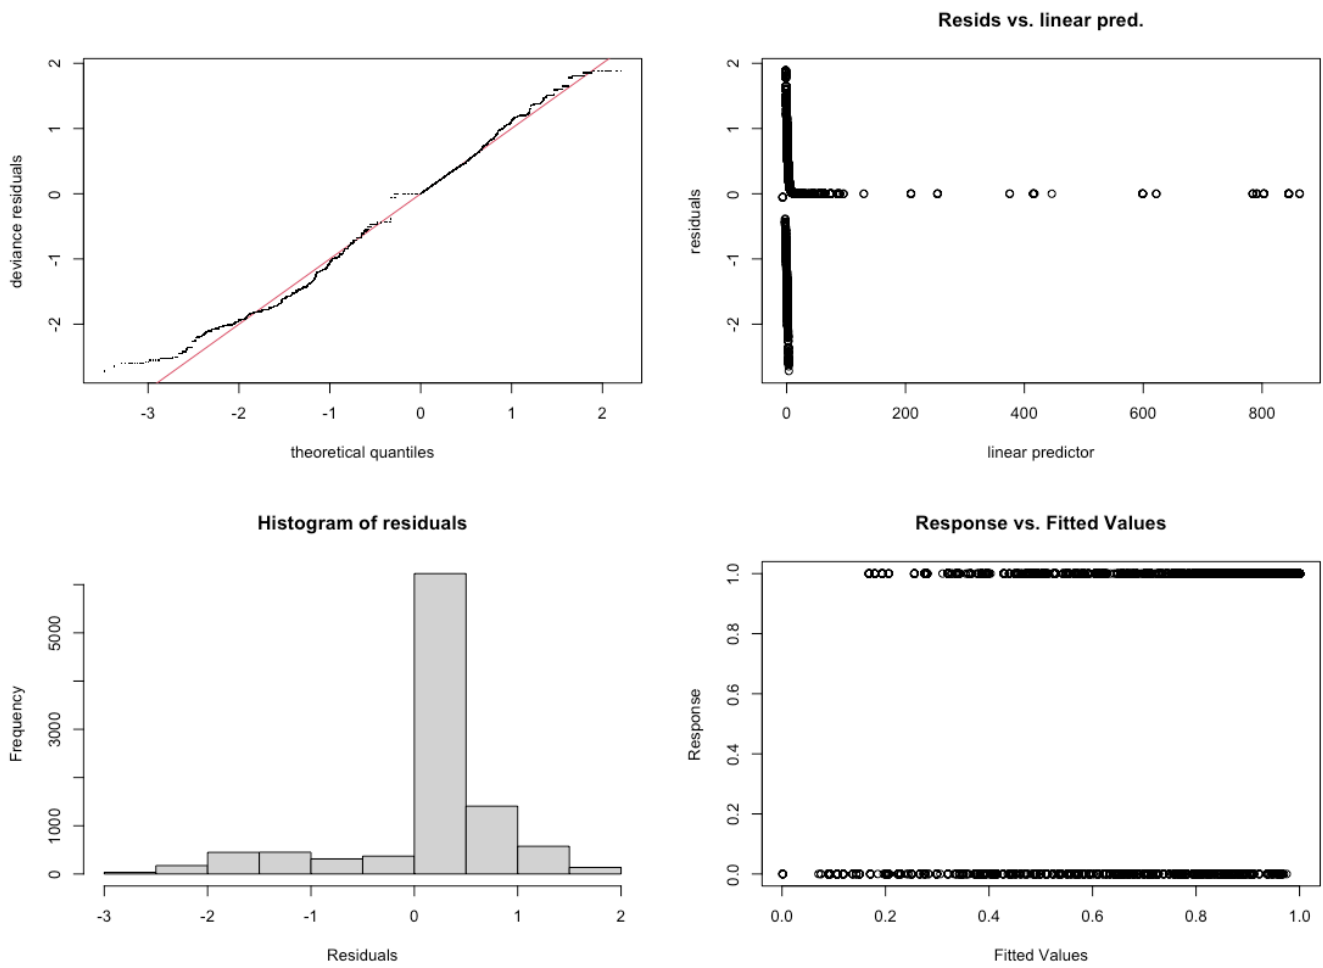 deviance residuals
2
1
0
-1
-2
-3 -2 -1 0 1 2
theoretical quantiles
Resids vs. linear pred.
residuals
2
1
0
-1
-2
0 200 400 600 800
linear predictor
Histogram of residuals
Frequency
5000
3000
1000
0
-3 -2 -1 0 1 2
Residuals
Response vs. Fitted Values
Response
1.0
0.8
0.6
0.4
0.2
0.0
0.0 0.2 0.4 0.6 0.8 1.0
Fitted Values